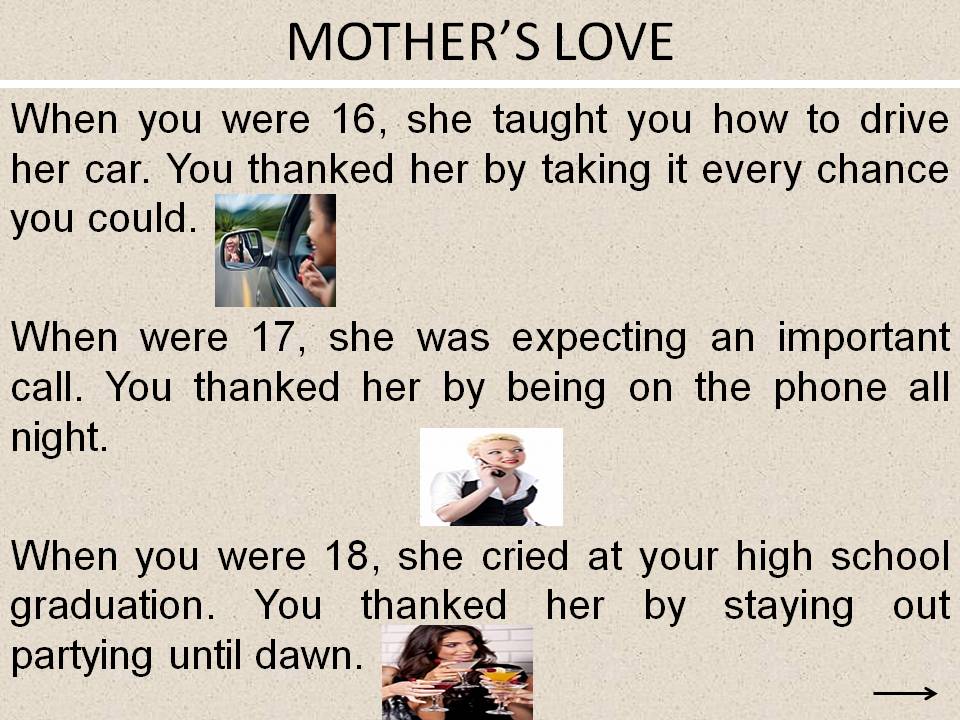 MOTHER’S LOVE
When you were 16, she taught you how to drive
her car. You thanked her by taking it every chance
you could.
When were 17, she was expecting an important
call. You thanked her by being on the phone all
night.
When you were 18, she cried at your high school
graduation. You thanked her by staying out
partying until dawn.